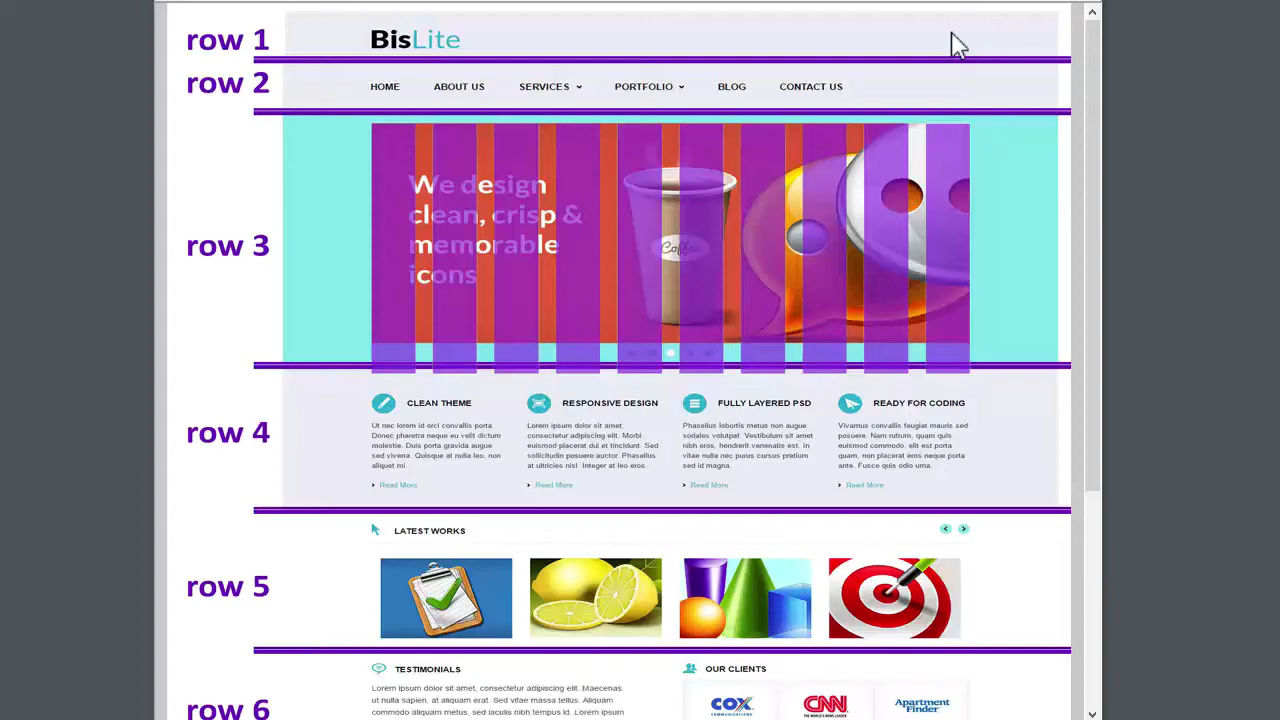 row 1
BisLite
row 2
HOME ABOUT US SERVICES PORTFOLIO BLOG CONTACT US
row 3
We design
clean, crisp &
memorable
icons
Coffee
row 4
CLEAN THEME
Ut nec lorem id orci convallis porta.
Donec pharetra neque eu velit dictum
molestie. Duis porta gravida augue
sed viverra. Quisque at nulla leo, non
aliquet mi.
Read More
RESPONSIVE DESIGN
Lorem ipsum dolor sit amet,
consectetur adipiscing elit. Morbi
euismod placerat dui et tincidunt. Sed
sollicitudin posuere auctor. Phasellus
at ultricies nisl. Integer at leo eros.
Read More
FULLY LAYERED PSD
Phasellus lobortis metus non augue
sodales volutpat. Vestibulum sit amet
nibh eros, hendrerit venenatis est. In
vitae nulla nec purus cursus pretium
sed id magna.
Read More
READY FOR CODING
Vivamus convallis feugiat mauris sed
posuere. Nam rutrum, quam quis
euismod commodo. elit est porta
quam, non placerat eros neque porta
ante. Fusce quis odio urna.
Read More
row 5
LATEST WORKS
row 6
TESTIMONIALS
Lorem ipsum dolor sit amet, consectetur adipiscing elit. Maecenas
ut nulla sapien, at aliquam erat. Sed vitae massa tellus. Aliquam
commodo aliquam metus, sed iaculis nibh tempus id. Lorem ipsum
OUR CLIENTS
COX
COMMUNICATIONS
CNN
THE WORLD'S NEWS LEADER
Apartment
Finder